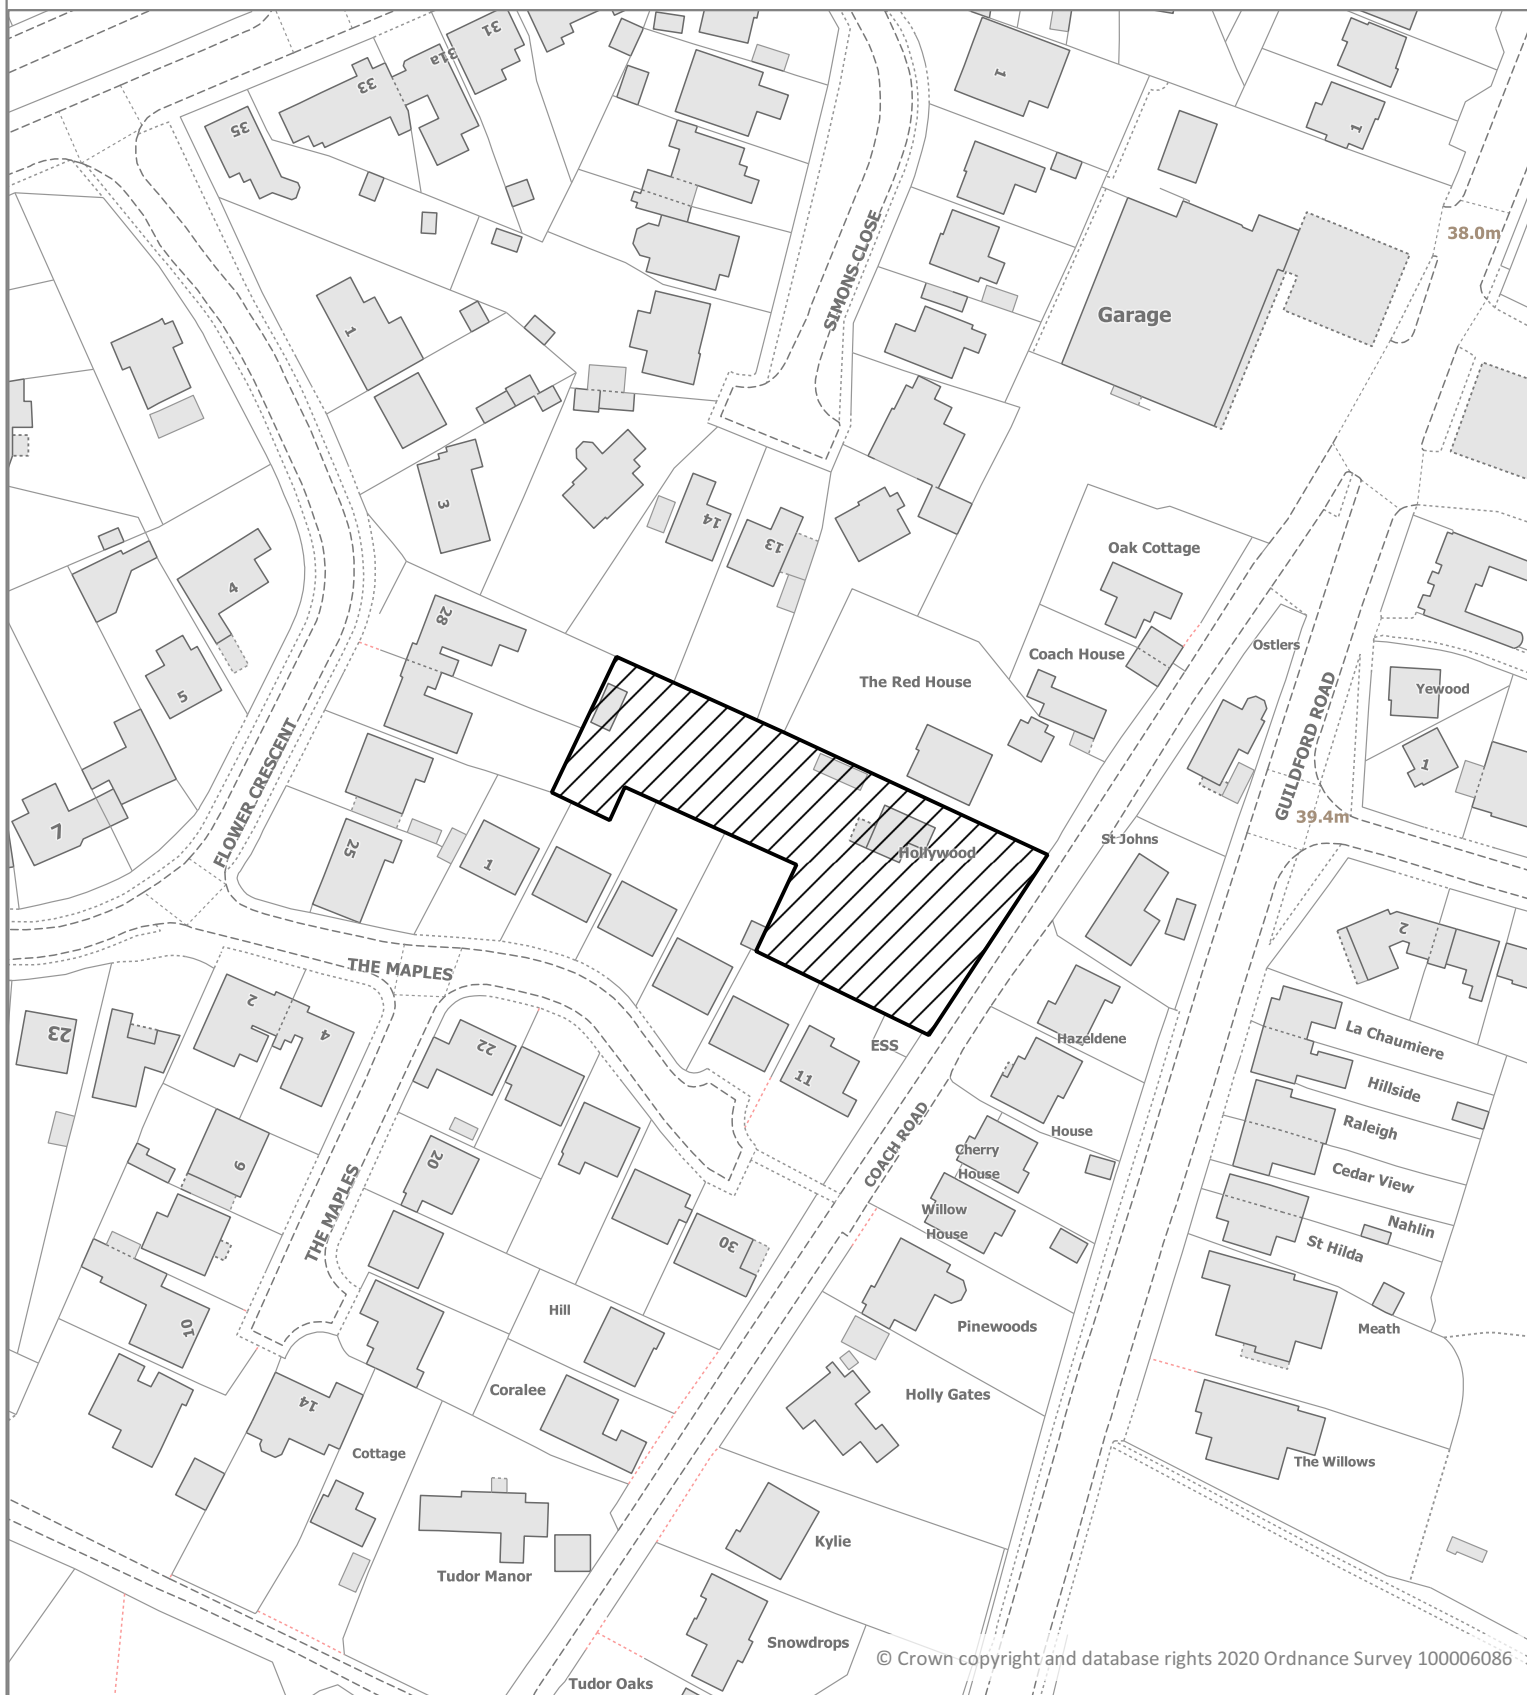 31
31a
33
35
1
1
1
38.0m
SIMONS CLOSE
Garage
1
3
14
13
4
Oak Cottage
28
Ostlers
Coach House
The Red House
5
Yewood
GUILDFORD ROAD
1
FLOWER CRESCENT
39.4m
7
25
1
Hollywood
St Johns
2
THE MAPLES
2
4
23
22
ESS
11
Hazeldene
La Chaumiere
Hillside
Raleigh
Cedar View
Nahlin
St Hilda
House
COACH ROAD
Cherry
House
9
20
THE MAPLES
Willow
House
30
Hill
10
Pinewoods
Meath
Coralee
Holly Gates
14
Cottage
The Willows
Kylie
Tudor Manor
Snowdrops
Tudor Oaks
© Crown copyright and database rights 2020 Ordnance Survey 100006086